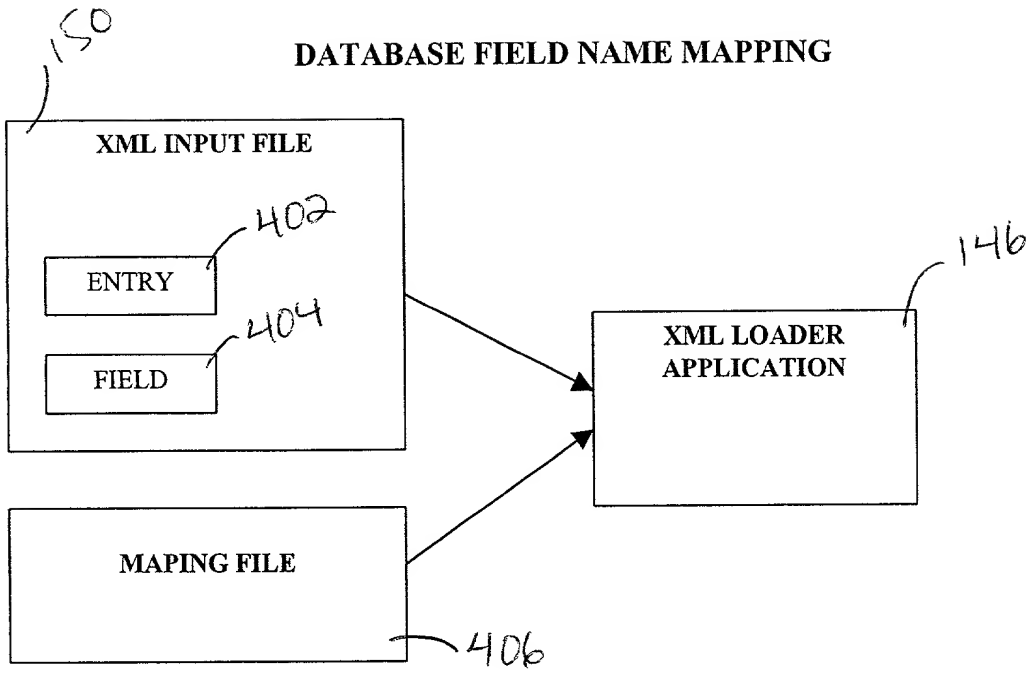 150
DATABASE FIELD NAME MAPPING
XML INPUT FILE
402
ENTRY
404
FIELD
146
XML LOADER
APPLICATION
MAPING FILE
406